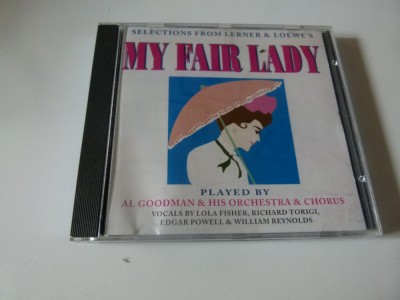 SELECTIONS FROM LERNER & LOEWE'S
MY FAIR LADY
PLAYED BY
AL GOODMAN & HIS ORCHESTRA & CHORUS
VOCALS BY LOLA FISHER, RICHARD TORIGI,
EDGAR POWELL & WILLIAM REYNOLDS